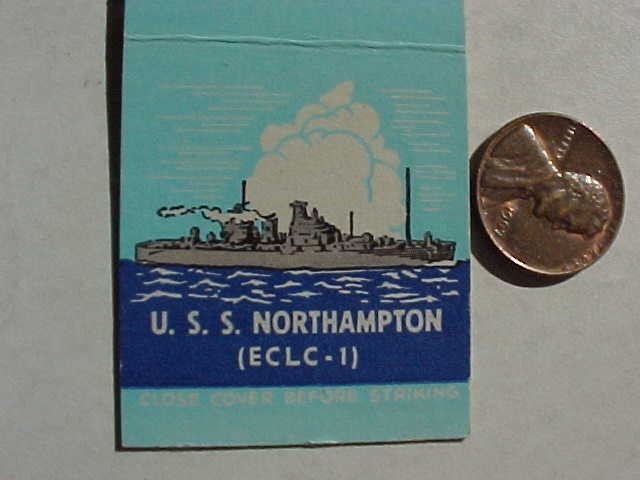 U. S. S. NORTHAMPTON
(ECLC-1)
CLOSE COVER BEFORE STRIKING